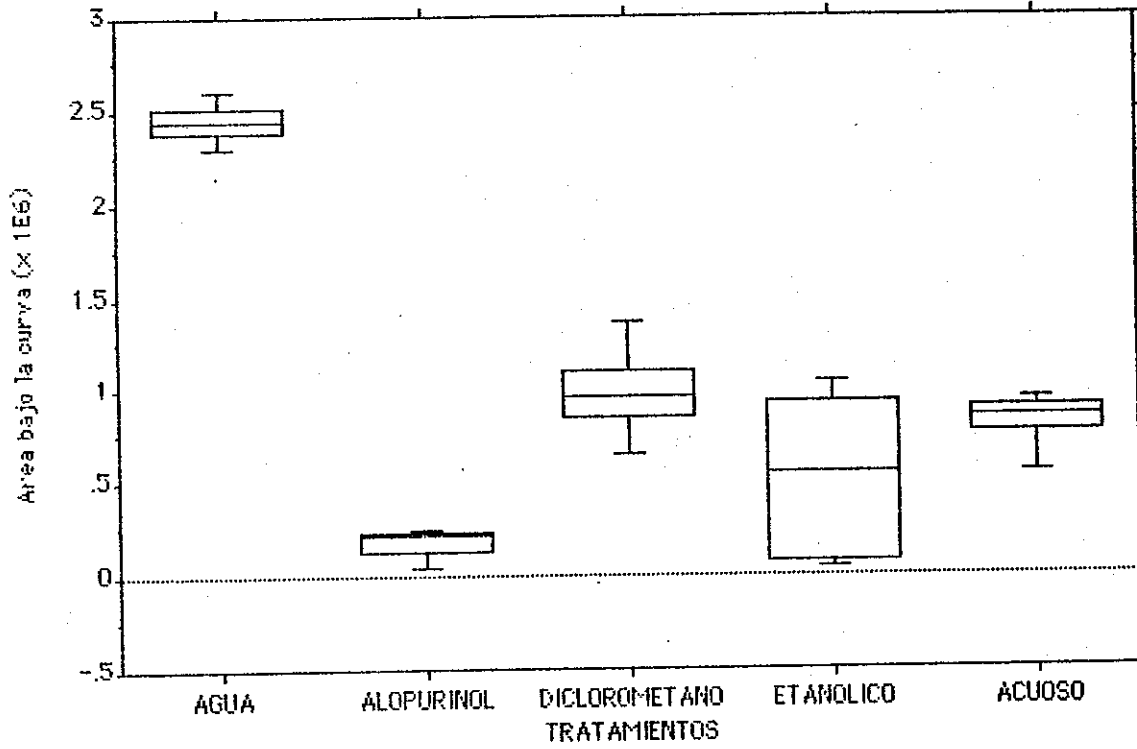 3
2.5
2
1.5
1
.5
0
-.5
Area bajo la curva (x 1E6)
AGUA ALOPURINOL DICLOROMETANO ETANOLICO ACUOSO
TRATAMIENTOS